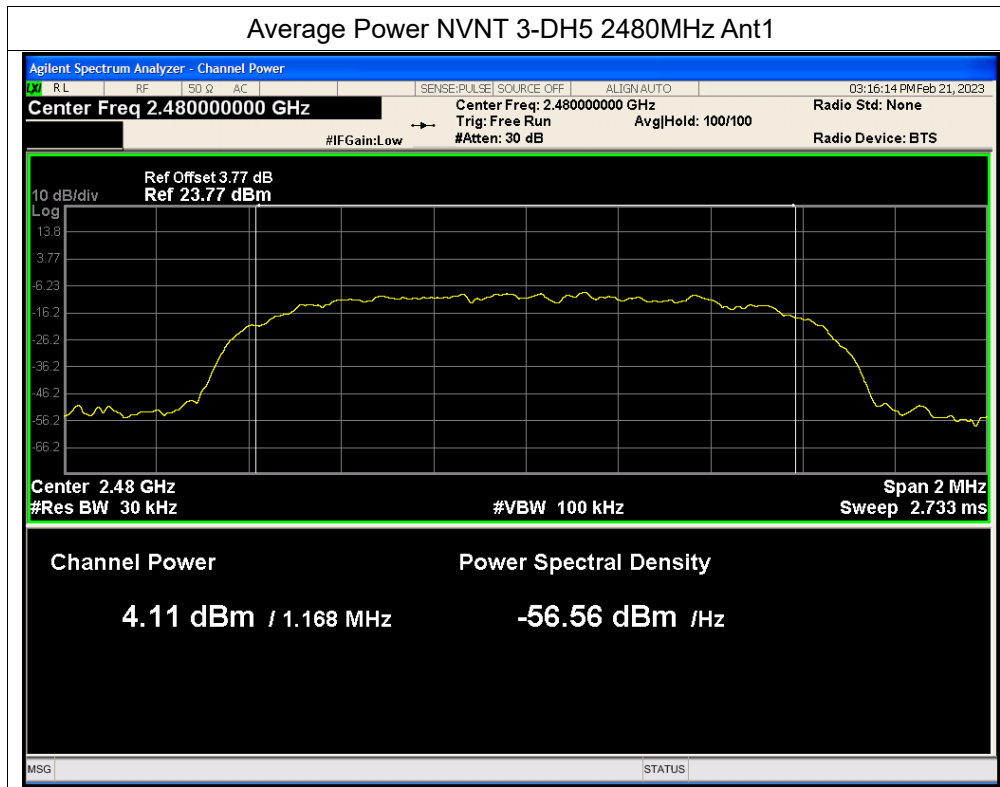 Average Power NVNT 3-DH5 2480MHz Ant1
Agilent Spectrum Analyzer - Channel Power
LXI RL RF 50 Ω AC SENSE:PULSE SOURCE OFF ALIGN AUTO 03:16:14 PM Feb 21, 2023
Center Freq 2.480000000 GHz Center Freq: 2.480000000 GHz Radio Std: None
Trig: Free Run Avg|Hold: 100/100
#IFGain:Low #Atten: 30 dB Radio Device: BTS
Ref Offset 3.77 dB
10 dB/div Ref 23.77 dBm
Log
13.8
3.77
-6.23
-16.2
-26.2
-36.2
-46.2
-56.2
-66.2
Center 2.48 GHz Span 2 MHz
#Res BW 30 kHz #VBW 100 kHz Sweep 2.733 ms
Channel Power Power Spectral Density
4.11 dBm / 1.168 MHz -56.56 dBm /Hz
MSG STATUS